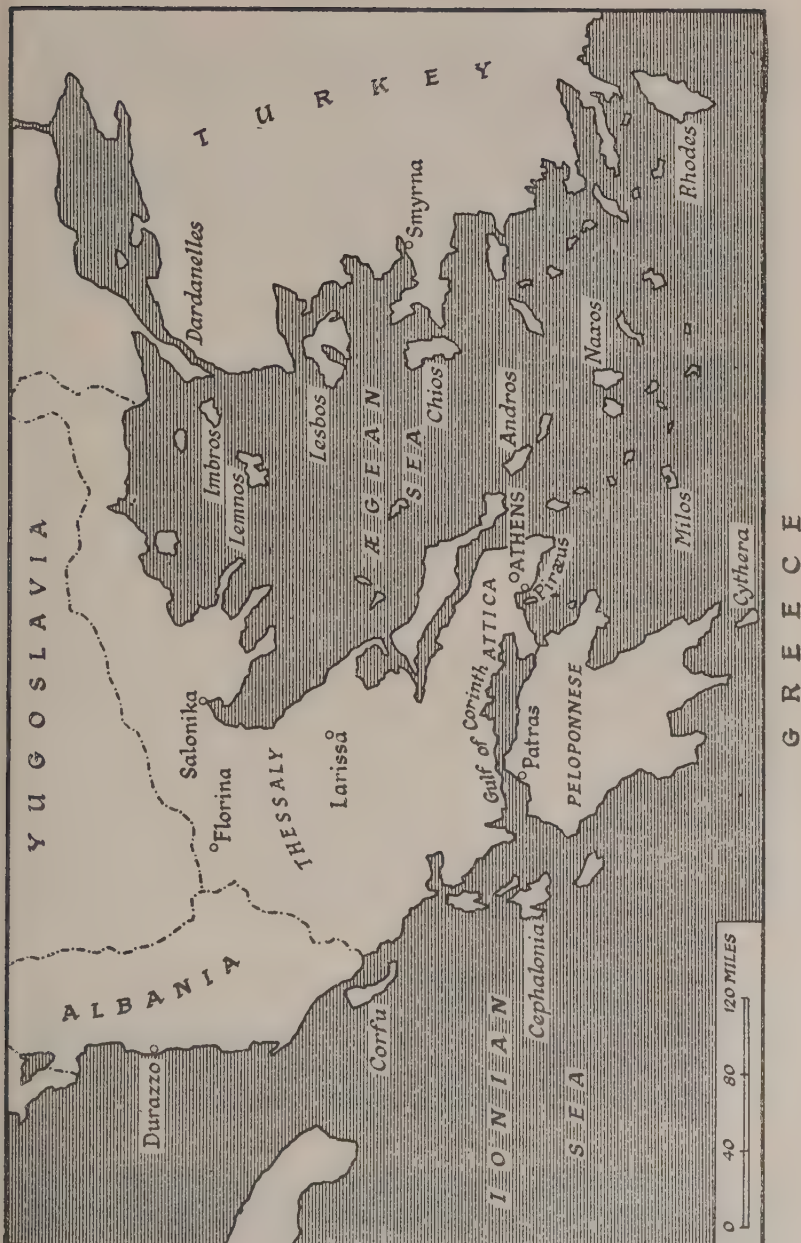 YUGOSLAVIA
TURKEY
ALBANIA
Durazzo
Salonika
Florina
Dardanelles
THESSALY
Larissa
Imbros
Lemnos
Lesbos
ÆGEAN
SEA
Smyrna
Chios
Corfu
Gulf of Corinth
ATTICA
ATHENS
Piræus
Andros
Patras
PELOPONNESE
Cephalonia
IONIAN
SEA
Naxos
Milos
Rhodes
Cythera
0 40 80 120 MILES
GREECE